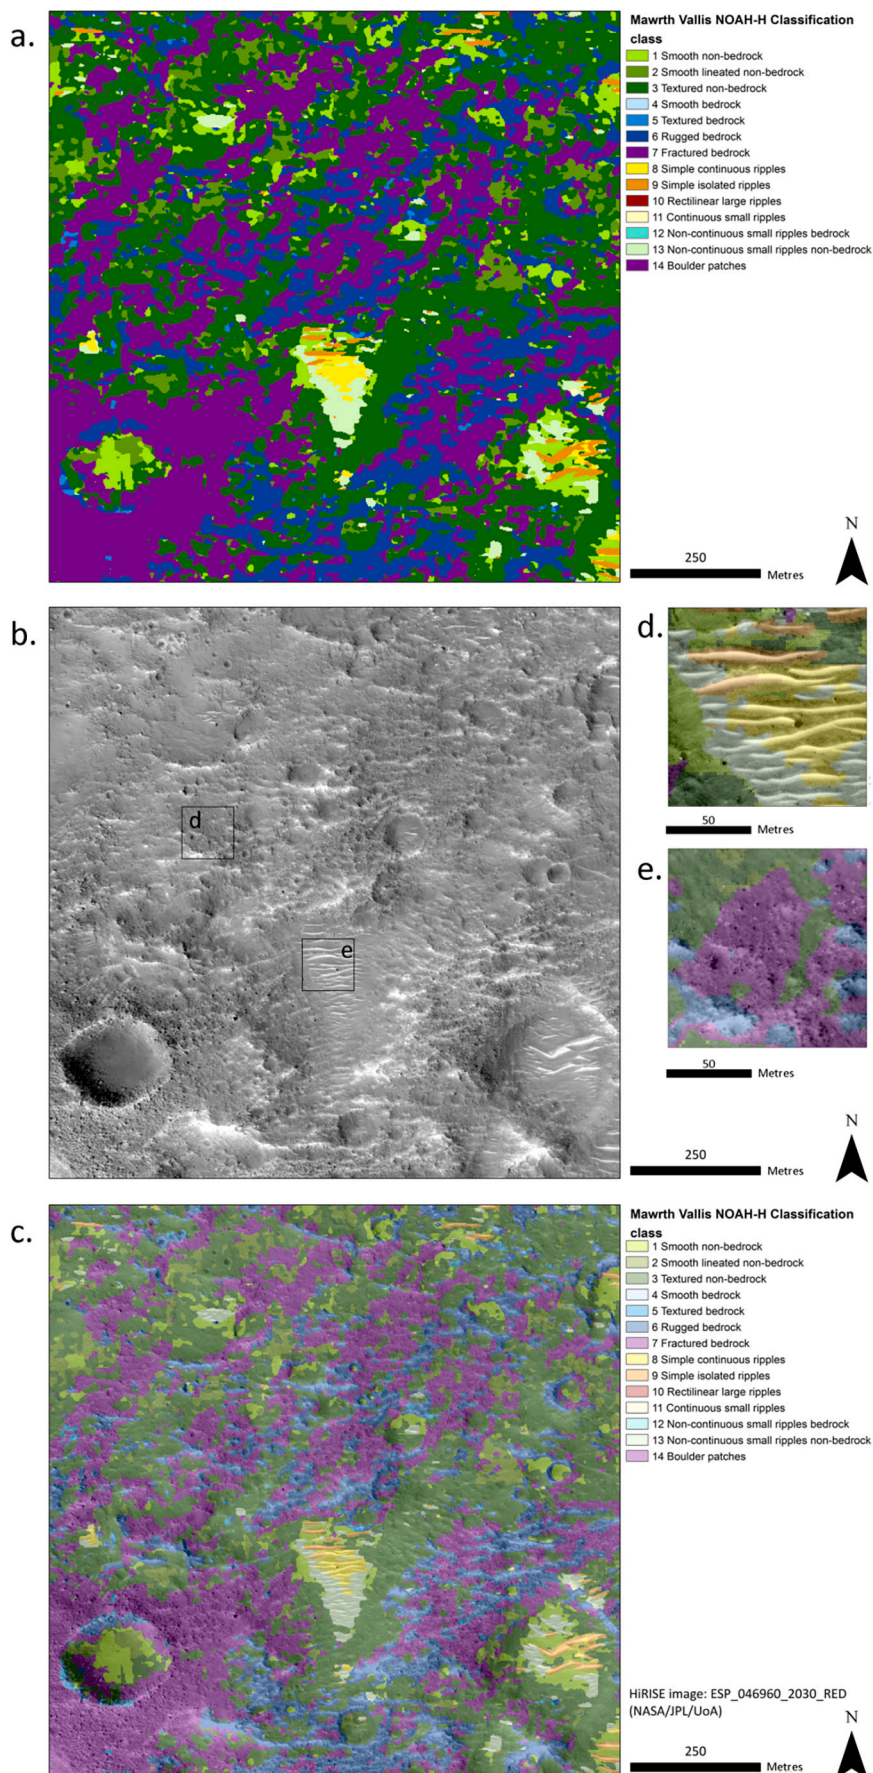 a.
Mawrth Vallis NOAH-H Classification
class
1 Smooth non-bedrock
2 Smooth lineated non-bedrock
3 Textured non-bedrock
4 Smooth bedrock
5 Textured bedrock
6 Rugged bedrock
7 Fractured bedrock
8 Simple continuous ripples
9 Simple isolated ripples
10 Rectilinear large ripples
11 Continuous small ripples
12 Non-continuous small ripples bedrock
13 Non-continuous small ripples non-bedrock
14 Boulder patches
N
250
Metres
b.
d
e
d.
50
Metres
e.
50
Metres
N
250
Metres
c.
Mawrth Vallis NOAH-H Classification
class
1 Smooth non-bedrock
2 Smooth lineated non-bedrock
3 Textured non-bedrock
4 Smooth bedrock
5 Textured bedrock
6 Rugged bedrock
7 Fractured bedrock
8 Simple continuous ripples
9 Simple isolated ripples
10 Rectilinear large ripples
11 Continuous small ripples
12 Non-continuous small ripples bedrock
13 Non-continuous small ripples non-bedrock
14 Boulder patches
HiRISE image: ESP_046960_2030_RED
(NASA/JPL/UoA)
N
250
Metres